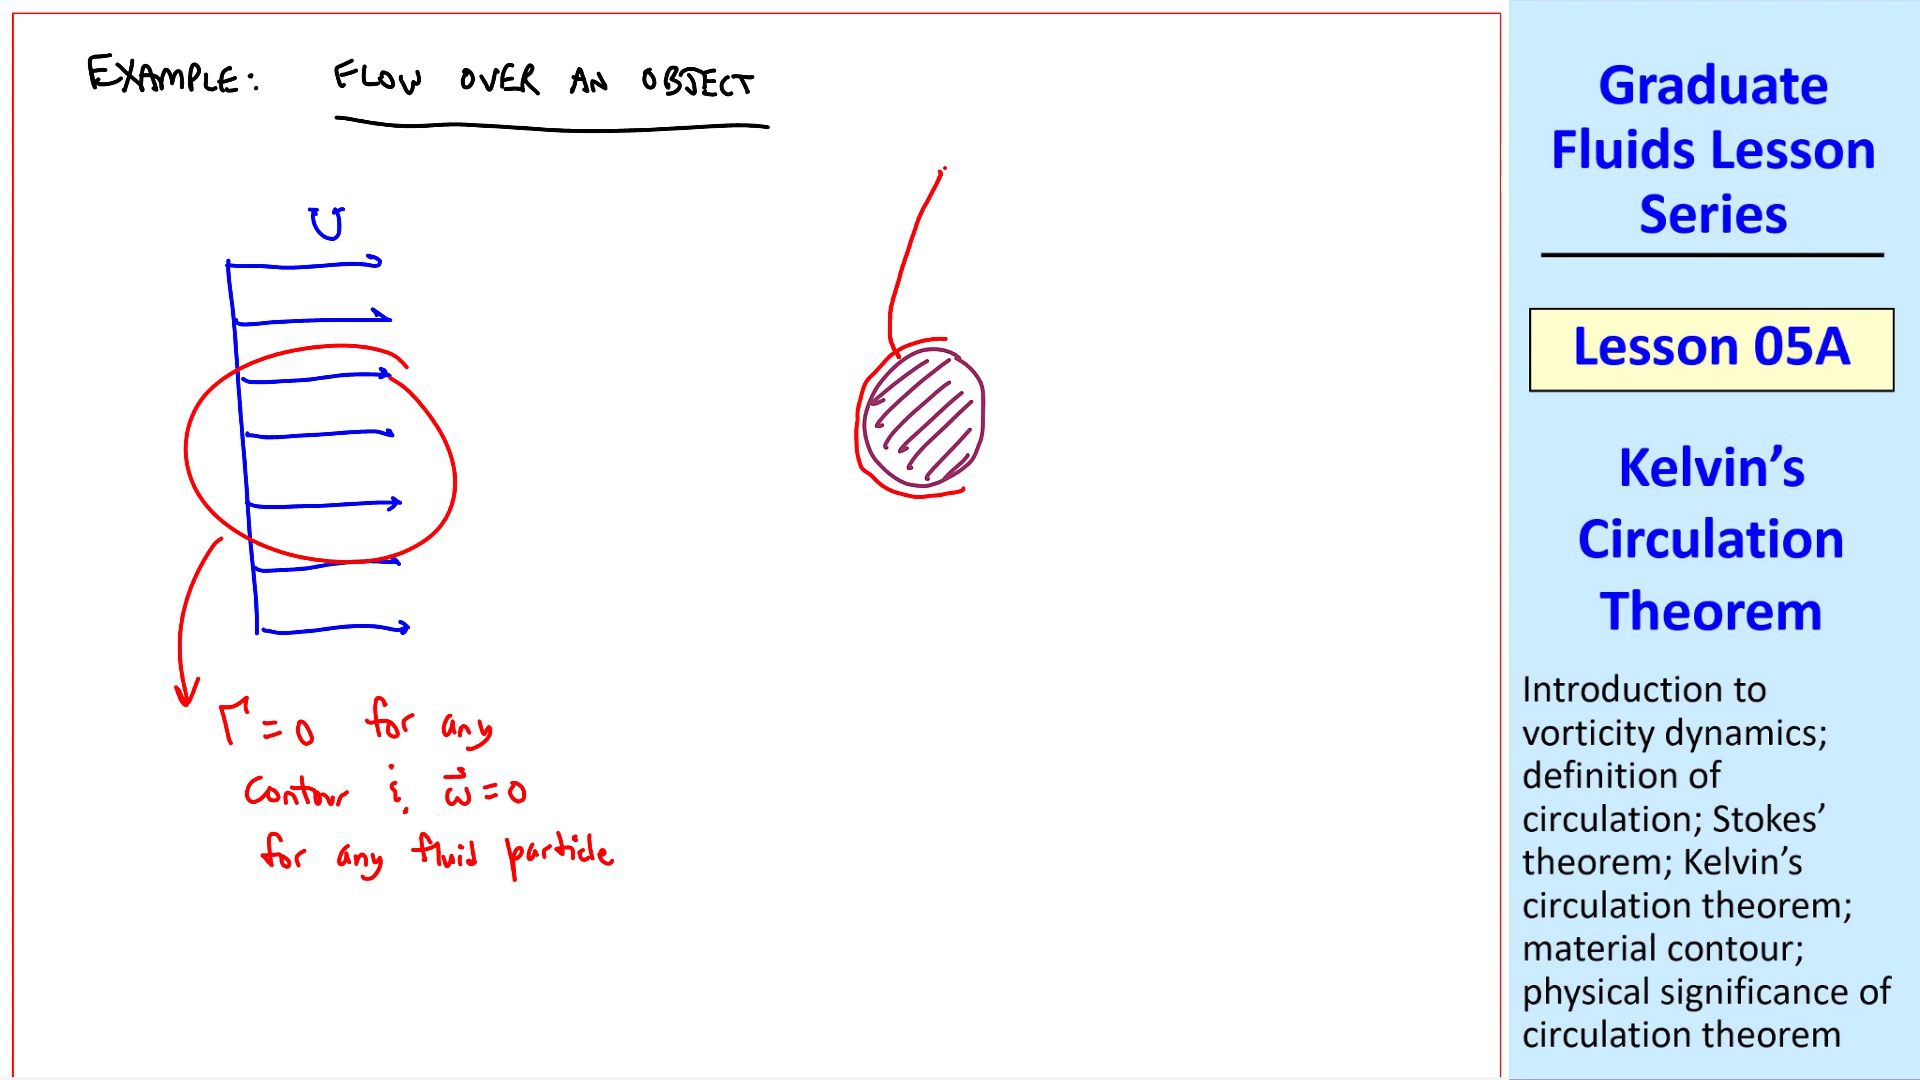 EXAMPLE: FLOW OVER AN OBJECT
U
Γ = 0 for any
contour & ω⃗ = 0
for any fluid particle
Graduate
Fluids Lesson
Series
Lesson 05A
Kelvin’s
Circulation
Theorem
Introduction to
vorticity dynamics;
definition of
circulation; Stokes’
theorem; Kelvin’s
circulation theorem;
material contour;
physical significance of
circulation theorem